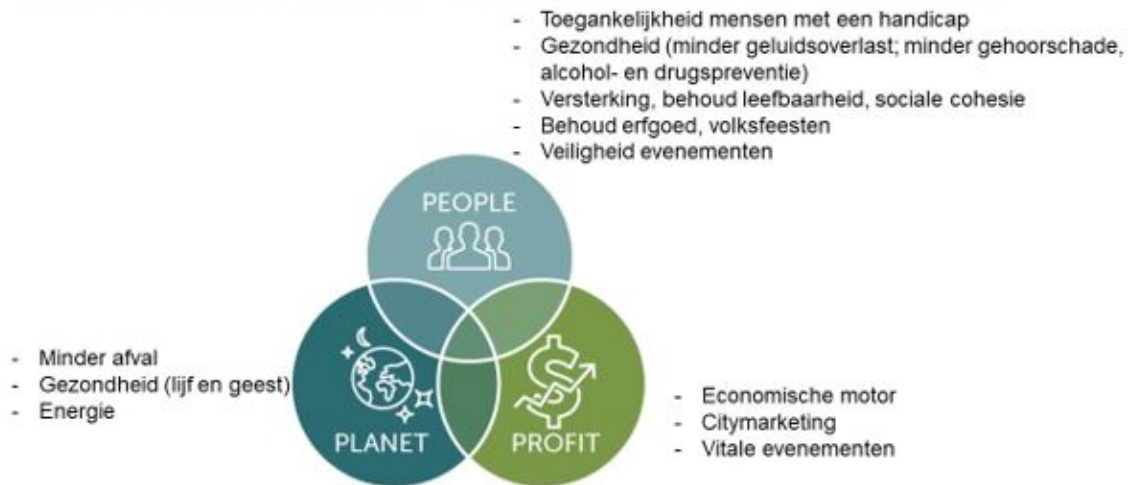 - Toegankelijkheid mensen met een handicap
- Gezondheid (minder geluidsoverlast; minder gehoorschade,
alcohol- en drugspreventie)
- Versterking, behoud leefbaarheid, sociale cohesie
- Behoud erfgoed, volksfeesten
- Veiligheid evenementen
PEOPLE
- Minder afval
- Gezondheid (lijf en geest)
- Energie
PLANET
PROFIT
- Economische motor
- Citymarketing
- Vitale evenementen